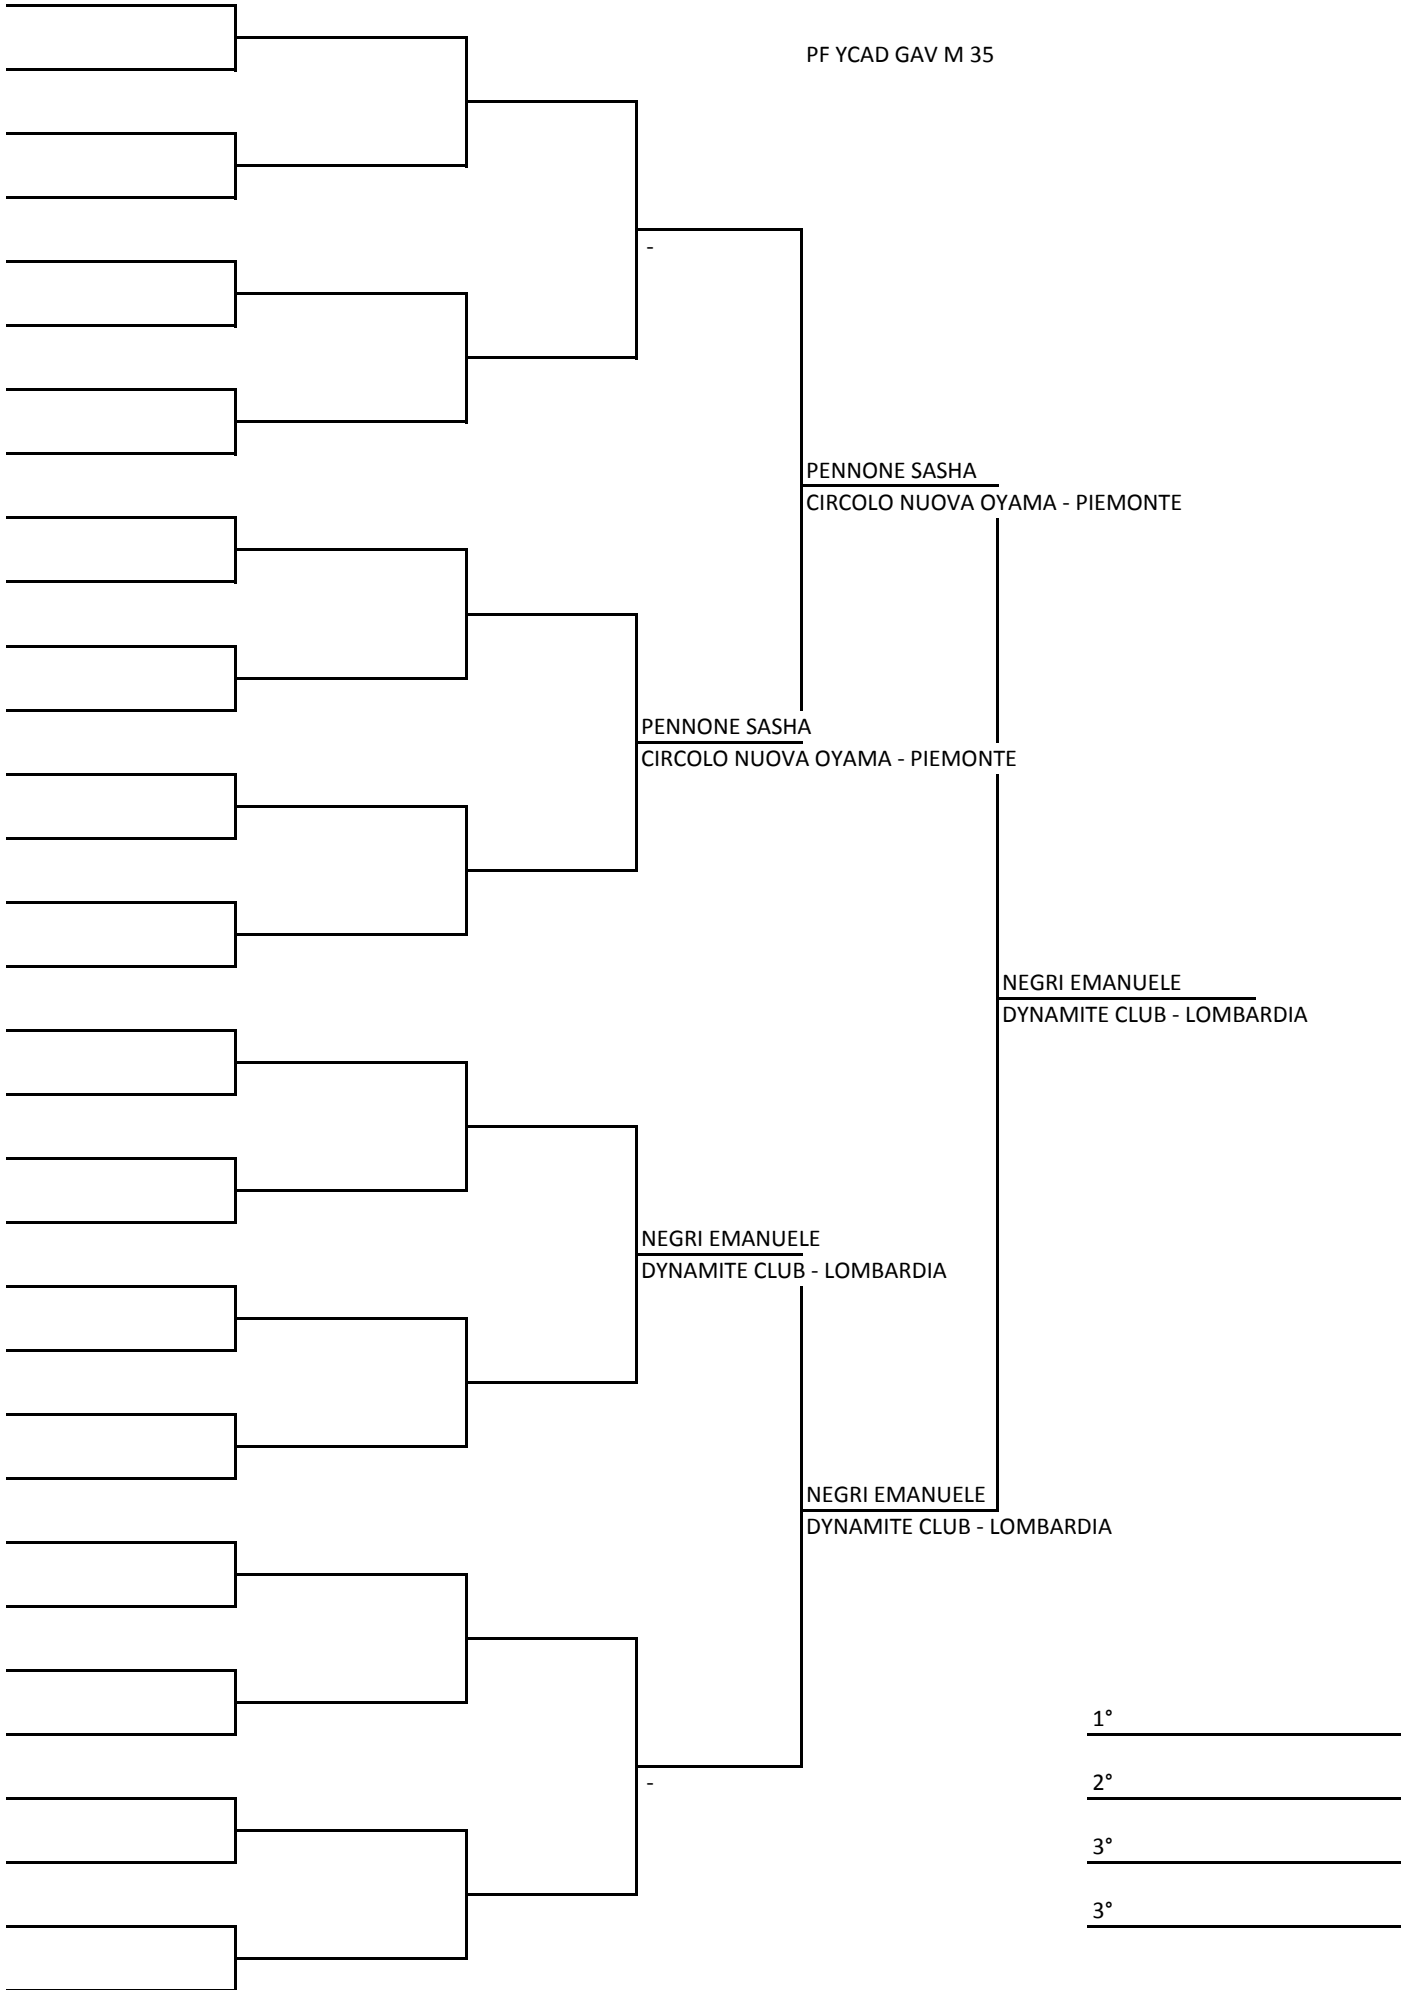 PF YCAD GAV M 35
-
PENNONE SASHA
CIRCOLO NUOVA OYAMA - PIEMONTE
PENNONE SASHA
CIRCOLO NUOVA OYAMA - PIEMONTE
NEGRI EMANUELE
DYNAMITE CLUB - LOMBARDIA
NEGRI EMANUELE
DYNAMITE CLUB - LOMBARDIA
NEGRI EMANUELE
DYNAMITE CLUB - LOMBARDIA
1°
-
2°
3°
3°